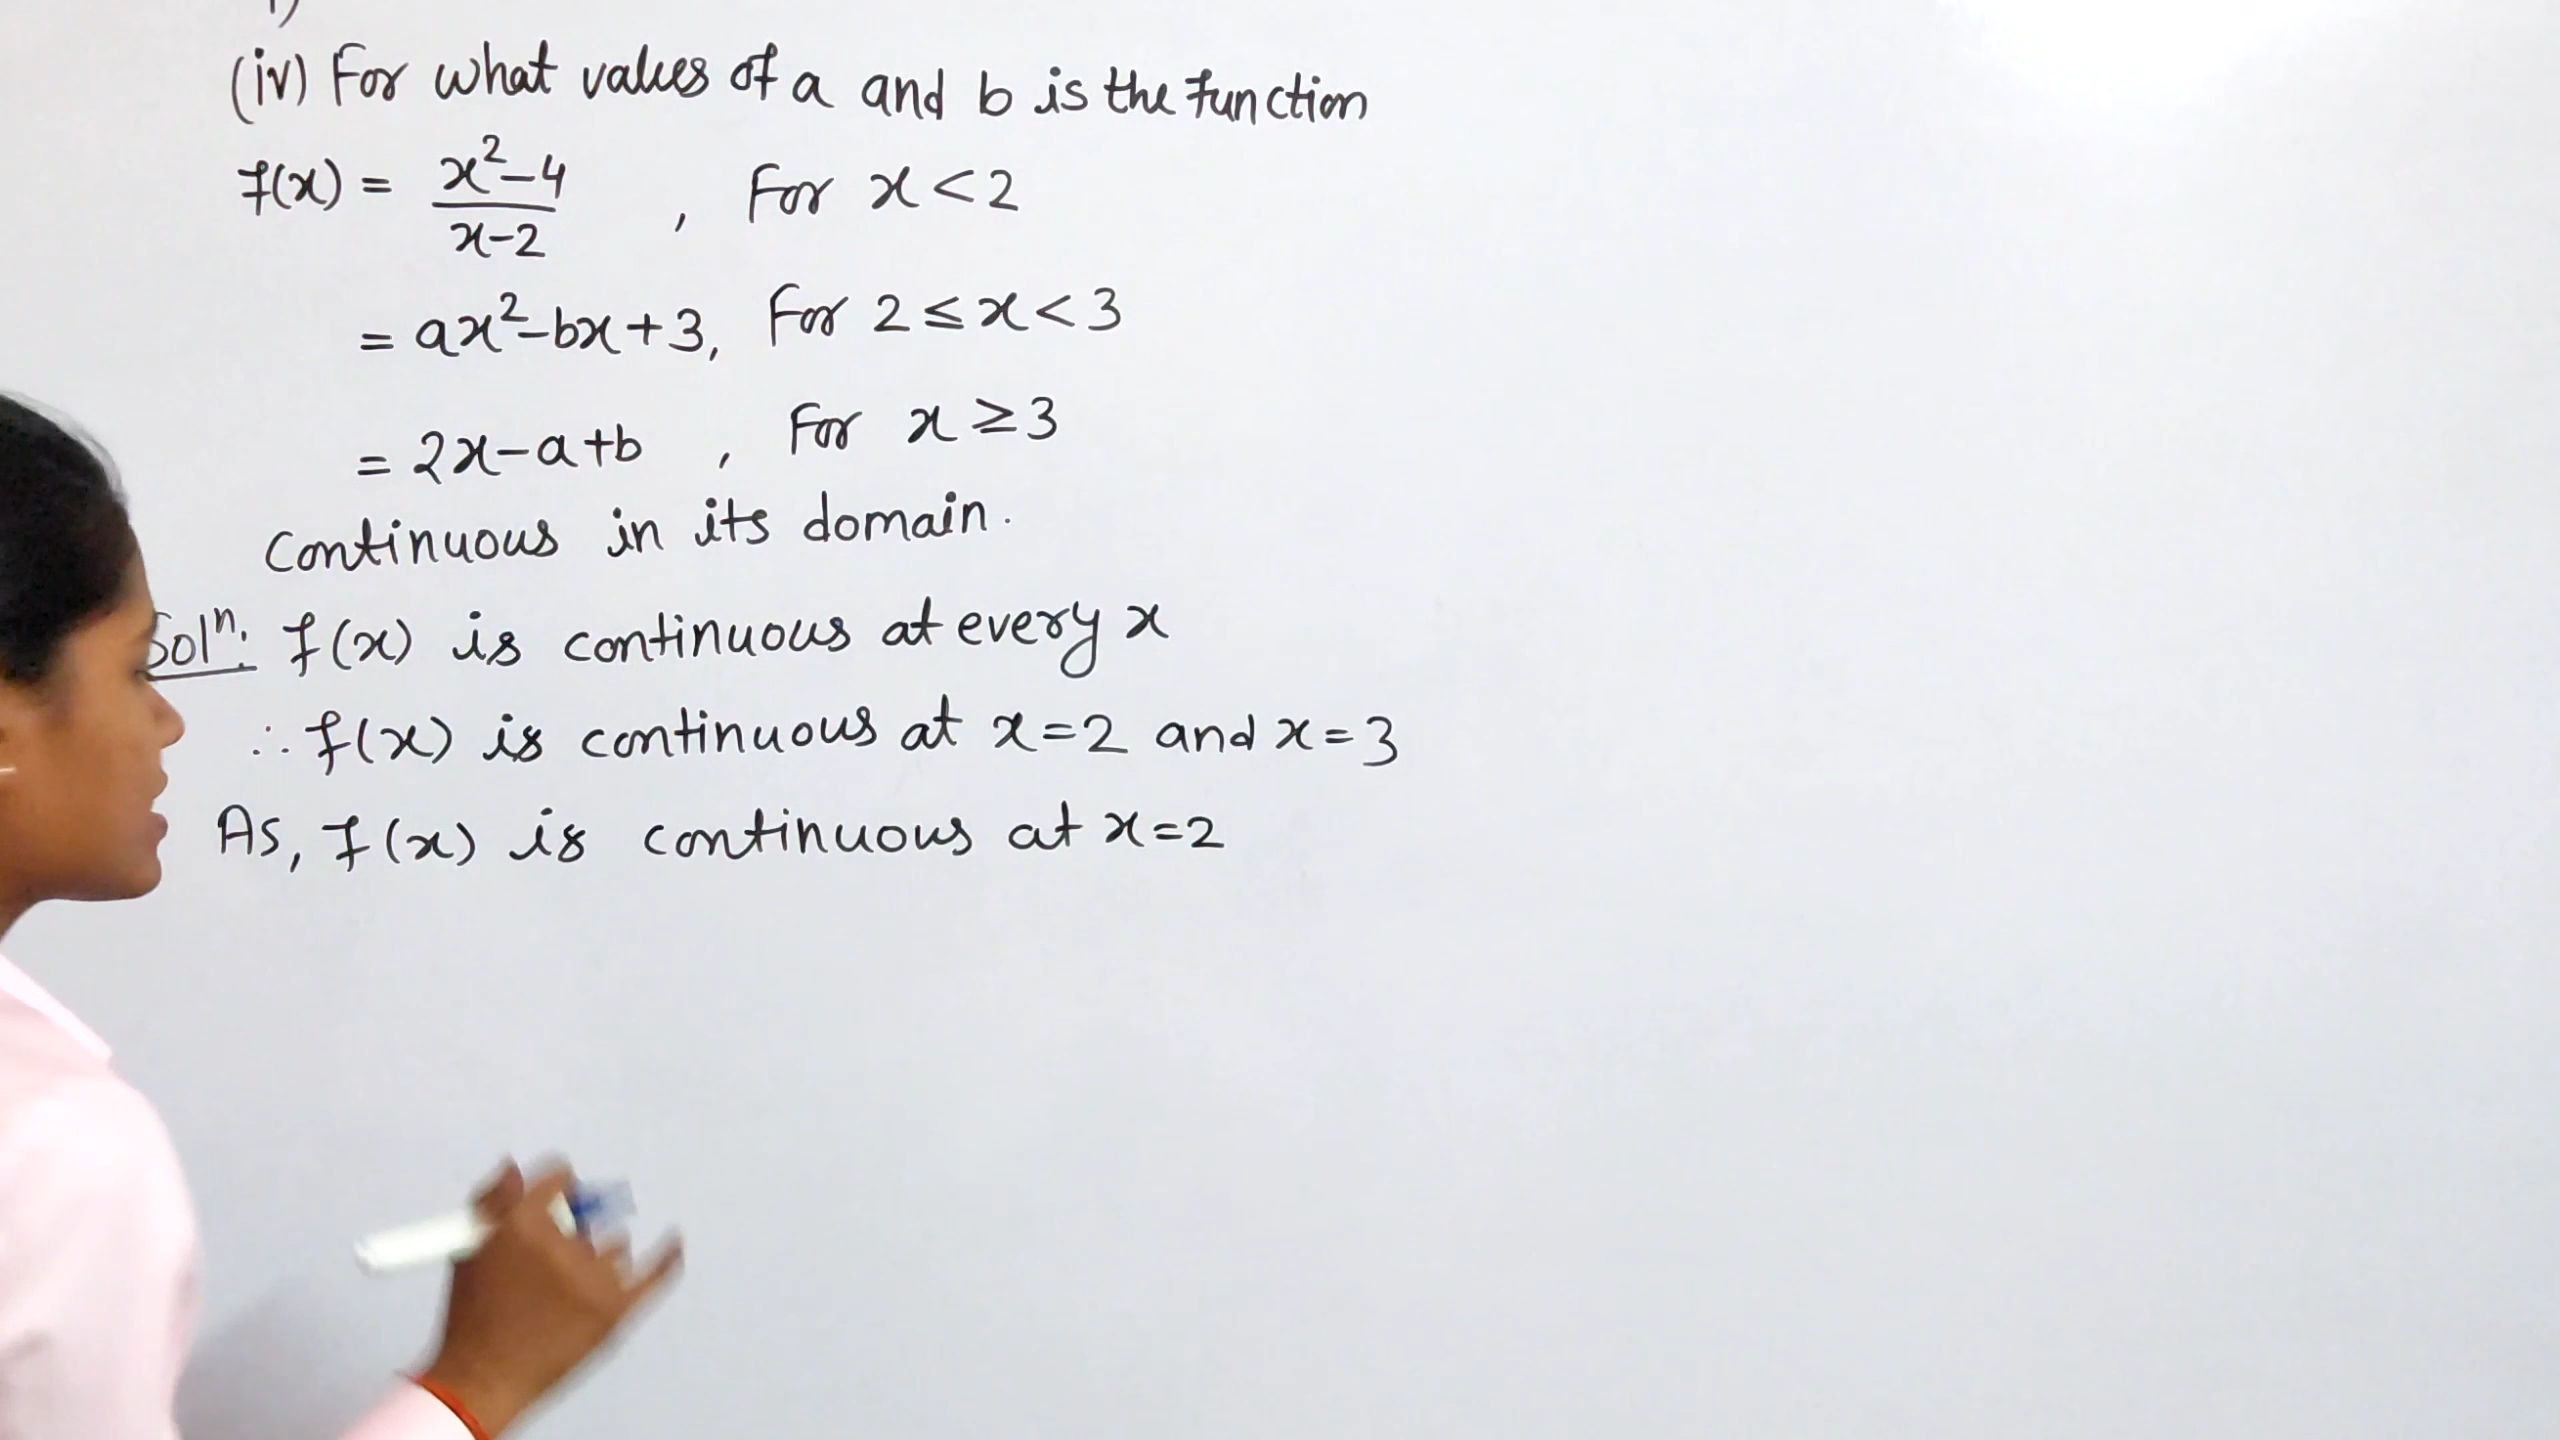 (iv) For what values of a and b is the function
f(x) = x²-4 / x-2 , For x < 2
= ax²-bx+3, For 2 ≤ x < 3
= 2x-a+b , For x ≥ 3
Continuous in its domain.
Solⁿ. f(x) is continuous at every x
∴ f(x) is continuous at x=2 and x=3
As, f(x) is continuous at x=2